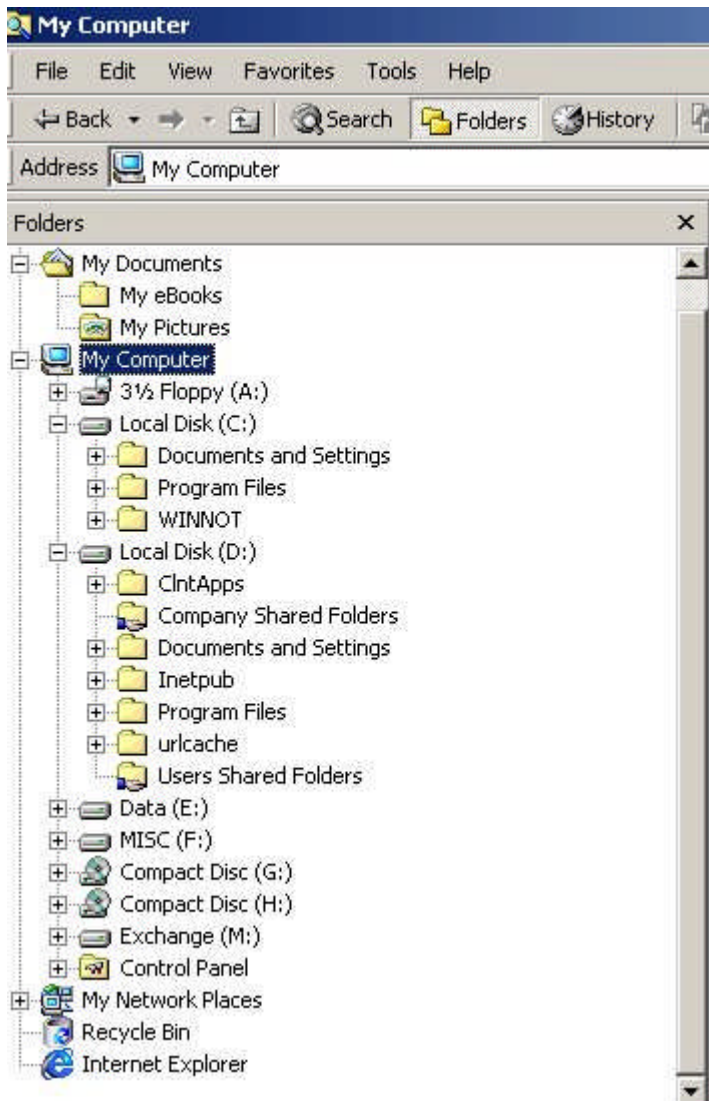 My Computer
File Edit View Favorites Tools Help
Back Search Folders History
Address My Computer
Folders
My Documents
My eBooks
My Pictures
My Computer
3½ Floppy (A:)
Local Disk (C:)
Documents and Settings
Program Files
WINNOT
Local Disk (D:)
ClntApps
Company Shared Folders
Documents and Settings
Inetpub
Program Files
urlcache
Users Shared Folders
Data (E:)
MISC (F:)
Compact Disc (G:)
Compact Disc (H:)
Exchange (M:)
Control Panel
My Network Places
Recycle Bin
Internet Explorer